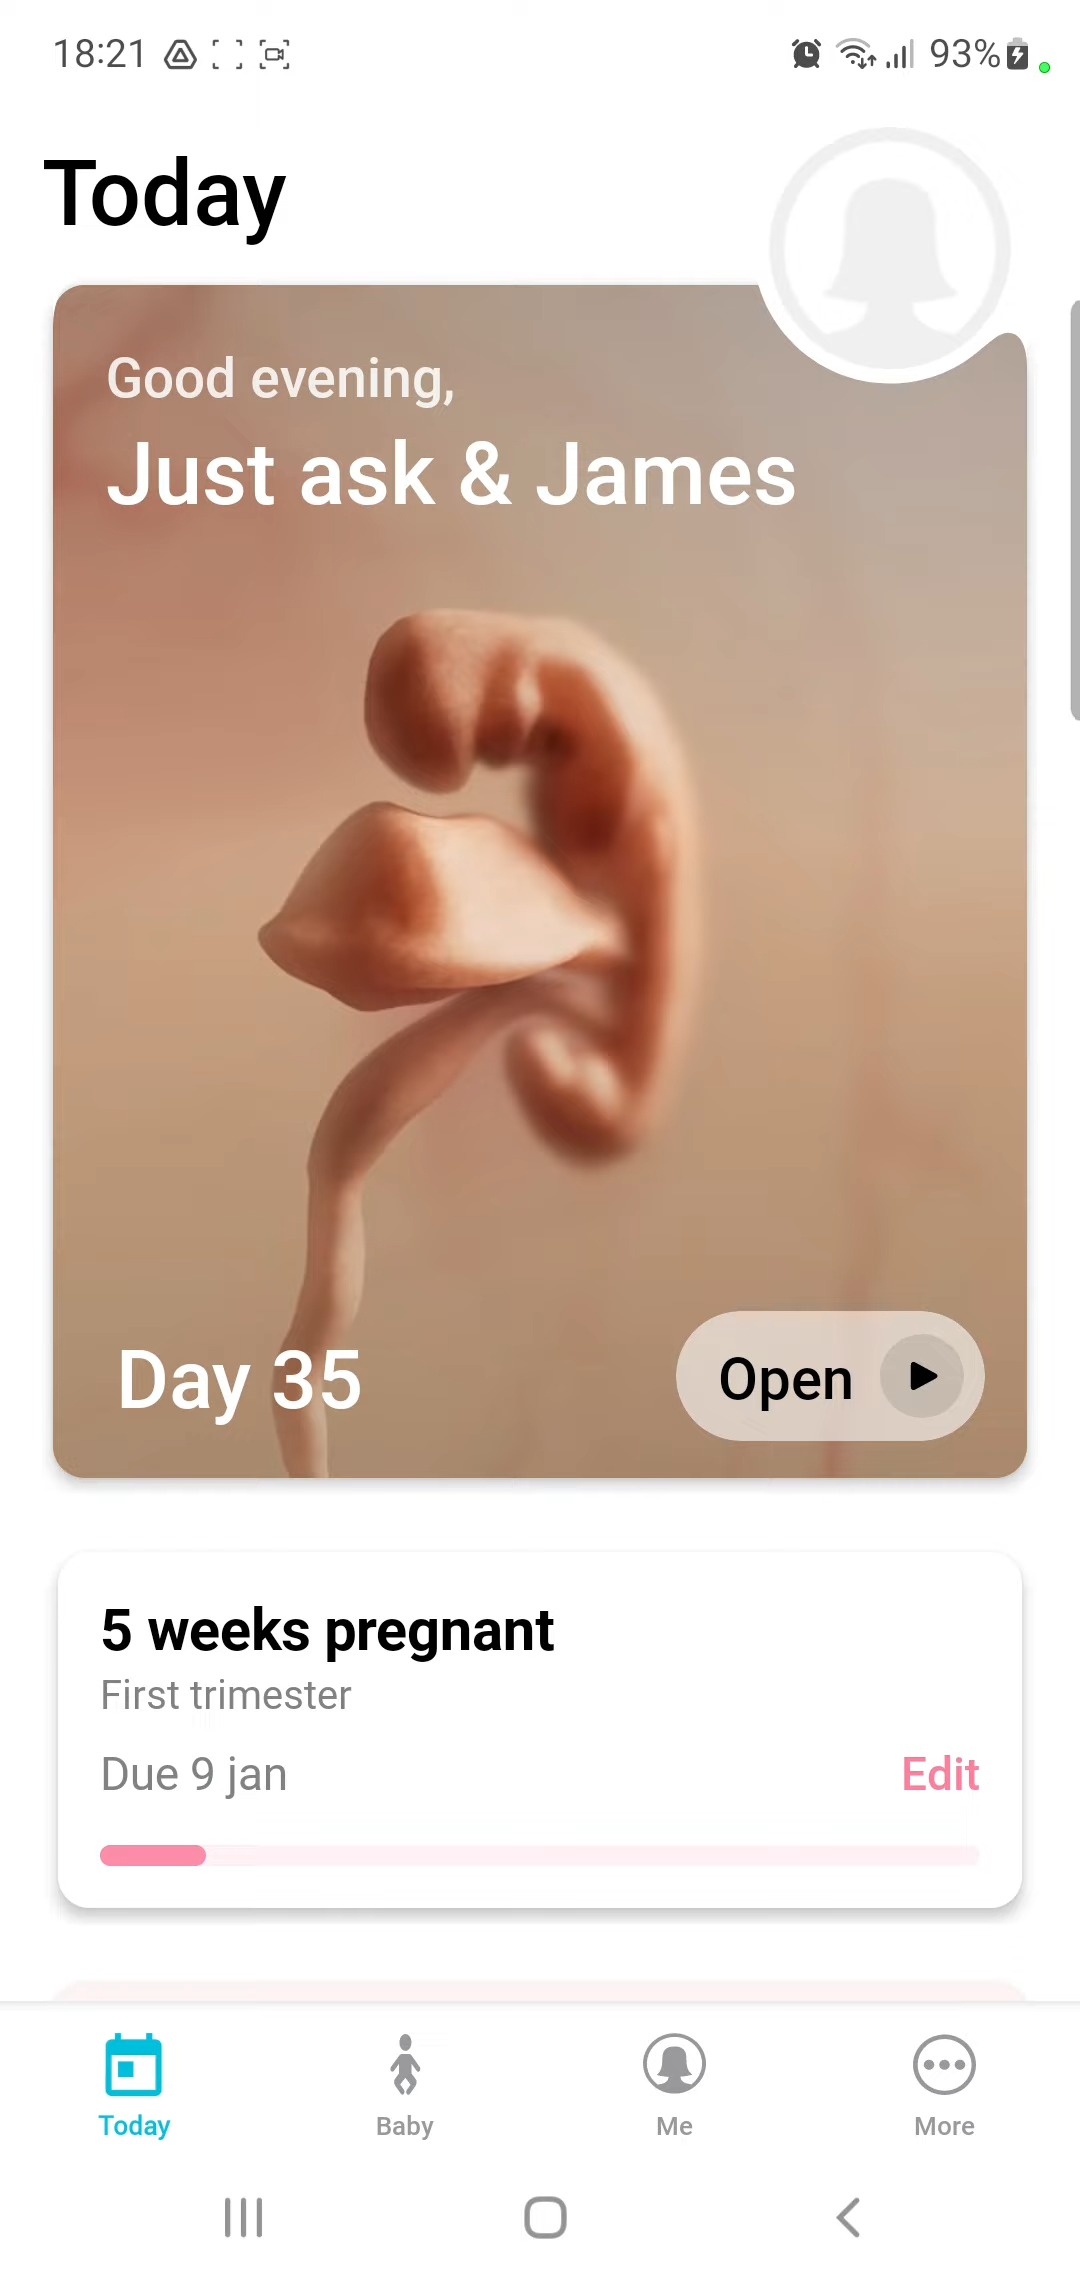 18:21
93%
Today
Good evening,
Just ask & James
Day 35
Open
5 weeks pregnant
First trimester
Due 9 jan
Edit
Today
Baby
Me
More